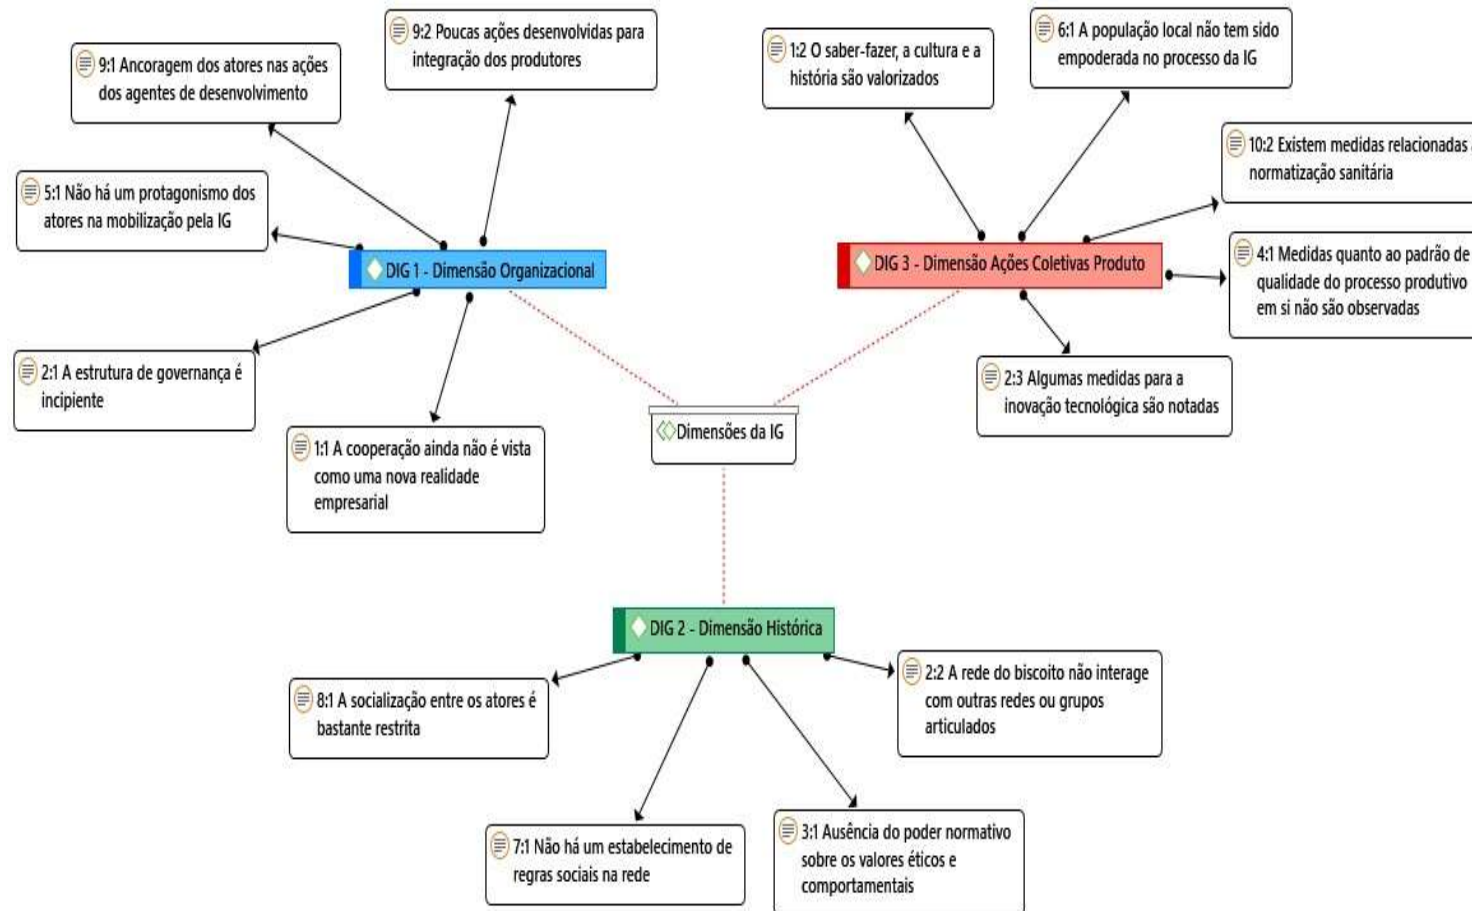 9:1 Ancoragem dos atores nas ações
dos agentes de desenvolvimento
9:2 Poucas ações desenvolvidas para
integração dos produtores
5:1 Não há um protagonismo dos
atores na mobilização pela IG
DIG 1 - Dimensão Organizacional
2:1 A estrutura de governança é
incipiente
1:1 A cooperação ainda não é vista
como uma nova realidade
empresarial
1:2 O saber-fazer, a cultura e a
história são valorizados
6:1 A população local não tem sido
empoderada no processo da IG
10:2 Existem medidas relacionadas
normatização sanitária
DIG 3 - Dimensão Ações Coletivas Produto
4:1 Medidas quanto ao padrão de
qualidade do processo produtivo
em si não são observadas
2:3 Algumas medidas para a
inovação tecnológica são notadas
Dimensões da IG
DIG 2 - Dimensão Histórica
8:1 A socialização entre os atores é
bastante restrita
2:2 A rede do biscoito não interage
com outras redes ou grupos
articulados
7:1 Não há um estabelecimento de
regras sociais na rede
3:1 Ausência do poder normativo
sobre os valores éticos e
comportamentais